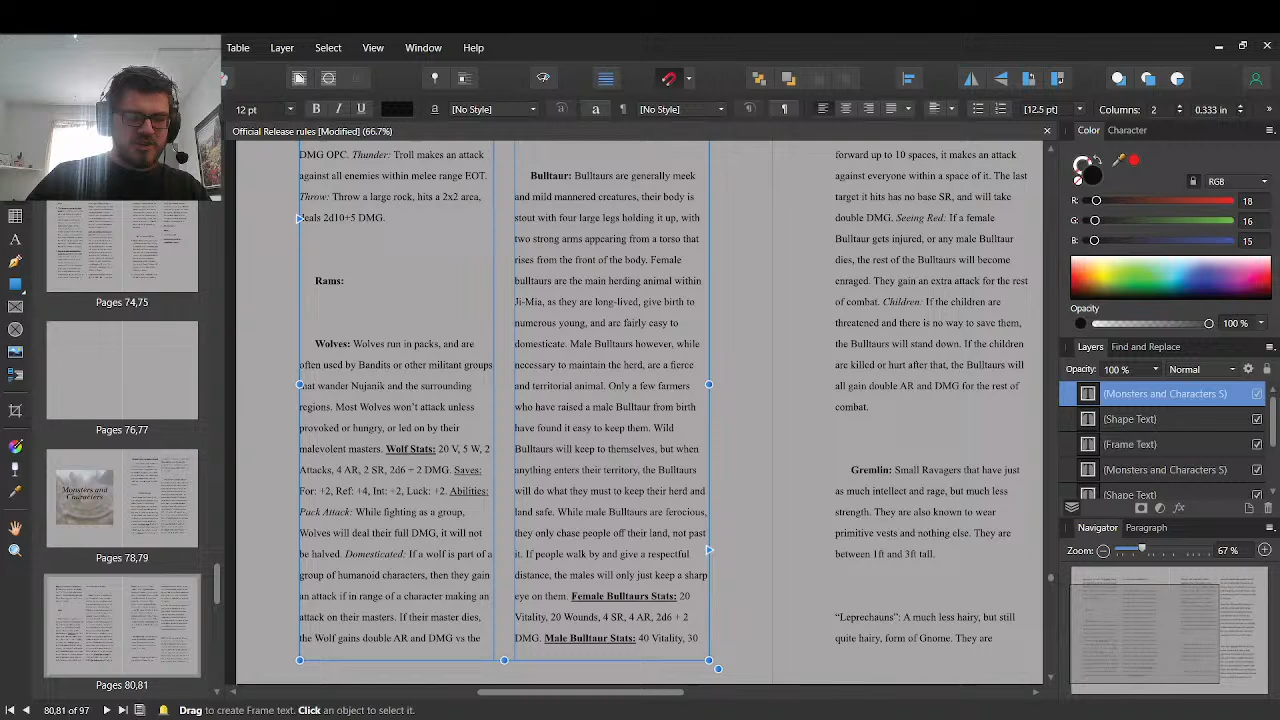 Table Layer Select View Window Help
12 pt B I U a [No Style] a a ¶ [No Style] [12.5 pt] Columns: 2 0.333 in
Release rules [Modified] (67.7%)
Color Character
R: 18
G: 16
B: 15
Opacity
100 %
Layers Find and Replace
Opacity: 100 % Normal
(Monsters and Characters S)
(Shape Text)
(Frame Text)
(Monsters and Characters S)
(Shape Text)
Navigator Paragraph
Zoom: 67 %
Pages 74,75
Pages 76,77
Monsters and
Characters
Pages 78,79
Pages 80,81
DMG OPC. Thunder: Troll makes an attack
against all enemies within melee range EOT.
Throw: Throws a large rock, hits a 2x2 area,
5 DMG.
Rams:
Wolves: Wolves run in packs, and are
often used by Bandits or other militant groups
that wander Nujanik and the surrounding
regions. Most Wolves won't attack unless
provoked or hungry, or led on by their
malevolent masters. Wolf Stats: 20 V, 5 W, 2
2 SR, 2d6 +2 DMG. Saves:
For: +2, Ref: +4, Int: +2, Luck: +2. Abilities:
While fighting as a group,
Wolves will deal their full DMG, it will not
be halved. Domesticated: If a wolf is part of a
group of humanoid characters, then they gain
an attack if in range of a character making an
attack on their masters. If their master dies,
the Wolf gains double AR and DMG as the
Bulltaur: Bulltaurs are generally meek
and mild mannered creatures, their body is
stout with four large legs holding it up, with
two strong arms appearing from a torso that
from the front of the body. Female
bulltaurs are the main herding animal within
Ji-Mia, as they are long-lived, give birth to
numerous young, and are fairly easy to
domesticate. Male Bulltaurs however, while
necessary to maintain the herd, are a fierce
and territorial animal. Only a few farmers
who have raised a male Bulltaur from birth
have found it easy to keep them. Wild
Bulltaurs will keep to themselves, but when
anything enters their territory, the Bulltaurs
will do what they can to keep their herd and
land safe. While male Bulltaurs are ferocious,
they only chase people off their land, not past
it. If people walk by and give a respectful
distance, the males will only just keep a sharp
eye on them. Female Bulltaurs Stats: 20
Vitality, 20 Wounds, 4 SR, 4 AR, 2d6 + 2
DMG. Male Bulltaur Stats: 40 Vitality, 30
forward up to 10 spaces, it makes an attack
towards everyone within a space of it. The last
target it hits has no base SR, and will take
DMG. Seeing Red: If a female
Bulltaur gets injured, or any male Bulltaur
dies, the rest of the Bulltaurs will become
enraged. They gain an extra attack for the rest
of combat. Children: If the children are
threatened and there is no way to save them,
the Bulltaurs will stand down. If the children
are killed or hurt after that, the Bulltaurs will
all gain double AR and DMG for the rest of
combat.
Gremlin: Small Ravagers that have just
as much intellect and rage, but much less
strength. They are also known to wear
primitive vests and nothing else. They are
between 1ft and 3ft tall.
A much less hairy, but still
form of Gnome. They are
80,81 of 97 Drag to create Frame text. Click an object to select it.